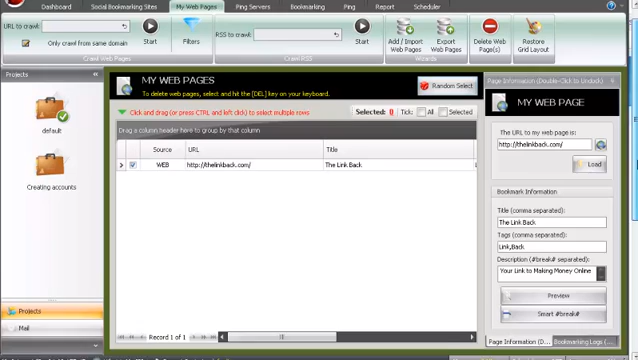 Dashboard Social Bookmarking Sites My Web Pages Ping Servers Bookmark Ping Report Scheduler
URL to crawl:
Only crawl from same domain
Start
Filters
RSS to crawl:
Start
Add / Import Web Pages
Export Web Pages
Delete Web Page(s)
Restore Grid Layout
Crawl Web Pages
Crawl RSS
Wizards
Projects
default
Creating accounts
Projects
Mail
MY WEB PAGES
To delete web pages, select and hit the [DEL] key on your keyboard.
Random Select
Click and drag (or press CTRL and left click) to select multiple rows
Selected: 0 Tick: All Selected
Drag a column header here to group by that column
Source URL Title
WEB http://thelinkback.com/ The Link Back
Record 1 of 1
Page Information (Double-Click to Undock)
MY WEB PAGE
The URL to my web page is:
http://thelinkback.com/
Load
Bookmark Information
Title (comma separated):
The Link Back
Tags (comma separated):
Link,Back
Description (#break# separated):
Your Link to Making Money Online
Preview
Smart #break#
Page Information (D... Bookmarking Logs (...